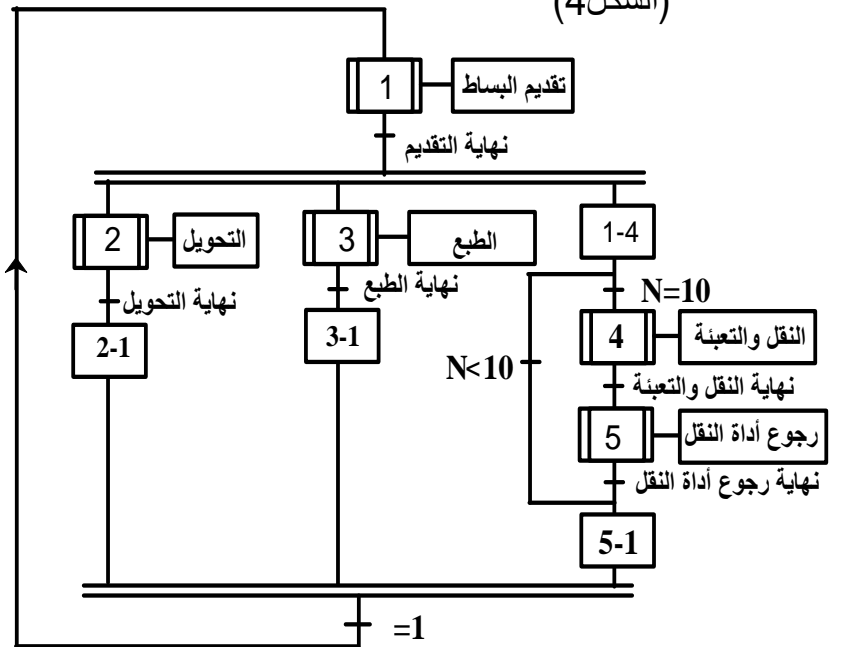 (الشكل4)
1
تقديم البساط
نهاية التقديم
2
التحويل
3
الطبع
1-4
نهاية التحويل
نهاية الطبع
N=10
2-1
3-1
4
النقل والتعبئة
N<10
نهاية النقل والتعبئة
5
رجوع أداة النقل
نهاية رجوع أداة النقل
5-1
=1